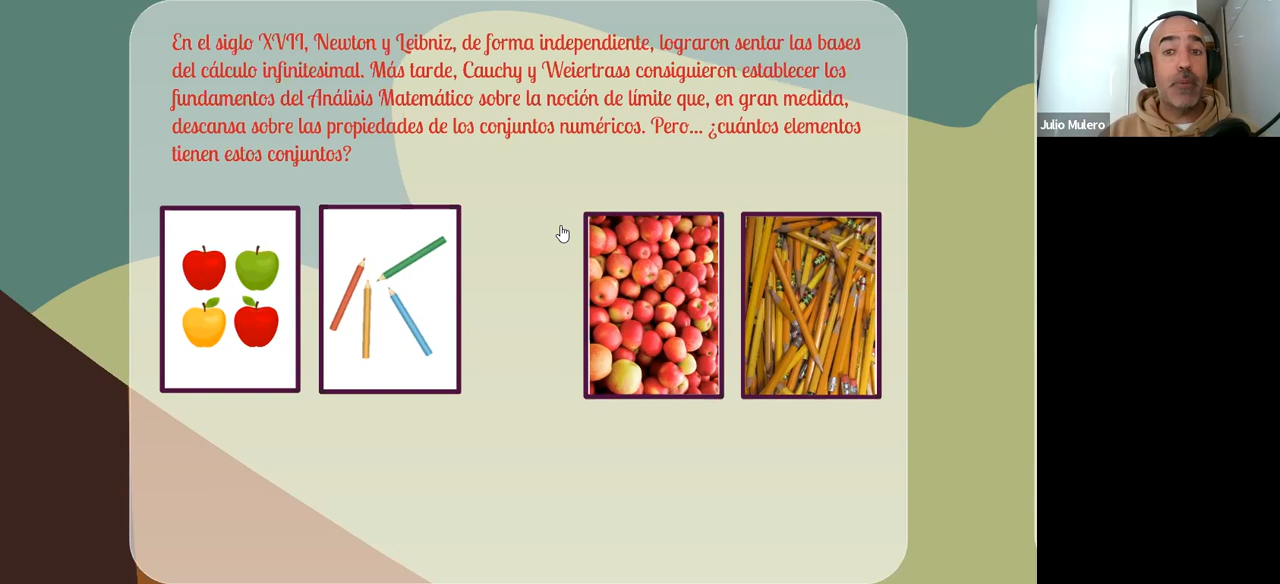 En el siglo XVII, Newton y Leibniz, de forma independiente, lograron sentar las bases
del cálculo infinitesimal. Más tarde, Cauchy y Weiertrass consiguieron establecer los
fundamentos del Análisis Matemático sobre la noción de límite que, en gran medida,
descansa sobre las propiedades de los conjuntos numéricos. Pero... ¿cuántos elementos
tienen estos conjuntos?
Julio Mulero